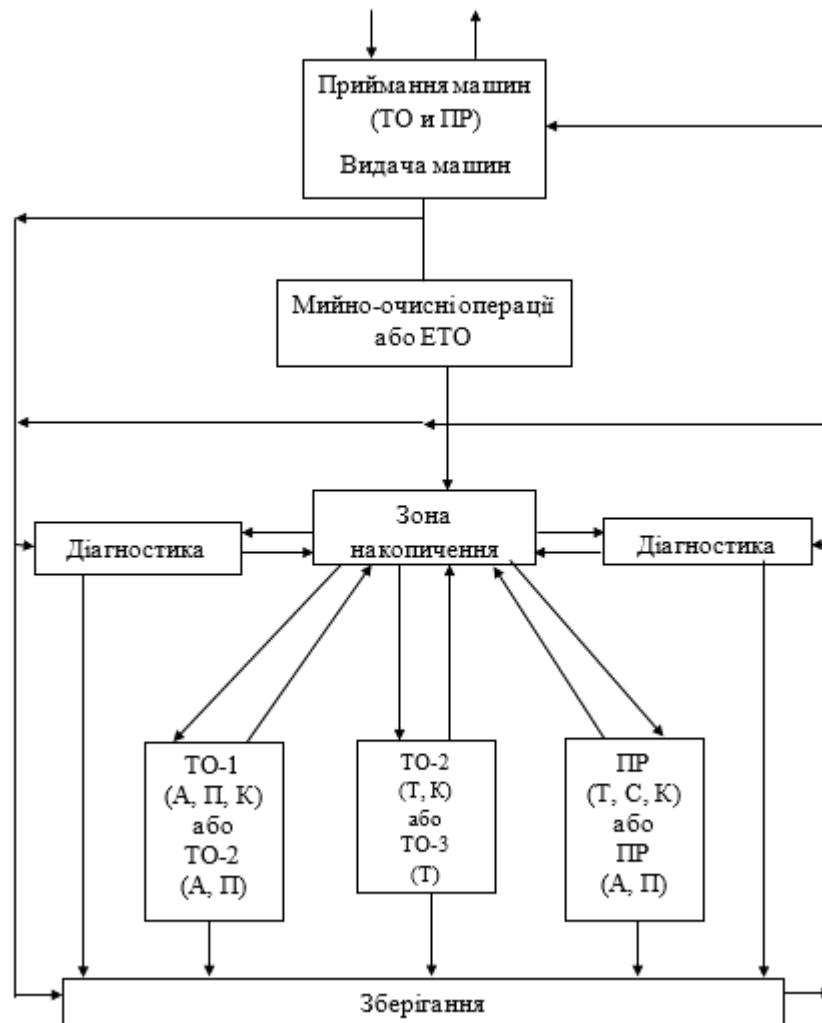 Приймання машин
(ТО и ПР)
Видача машин
Мийно-очисні операції
або ЕТО
Зона
накопичення
Діагностика
Діагностика
ТО-1
(А, П, К)
або
ТО-2
(А, П)
ТО-2
(Т, К)
або
ТО-3
(Т)
ПР
(Т, С, К)
або
ПР
(А, П)
Зберігання